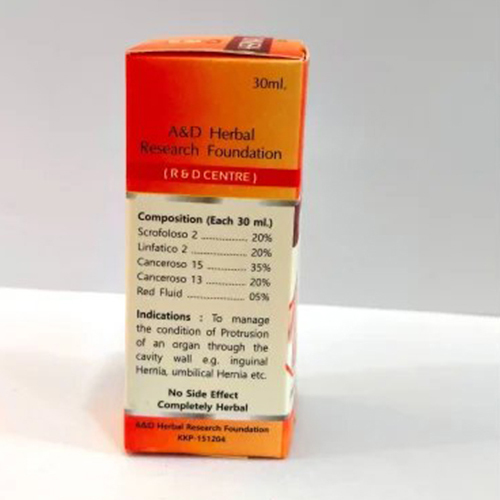 30ml.
A&D Herbal
Research Foundation
( R & D CENTRE )
Composition (Each 30 ml.)
Scrofoloso 2 .............. 20%
Linfatico 2 ................. 20%
Canceroso 15 ............ 35%
Canceroso 13 ............ 20%
Red Fluid ................... 05%
Indications : To manage
the condition of Protrusion
of an organ through the
cavity wall e.g. inguinal
Hernia, umbilical Hernia etc.
No Side Effect
Completely Herbal
A&D Herbal Research Foundation
KKP-151204